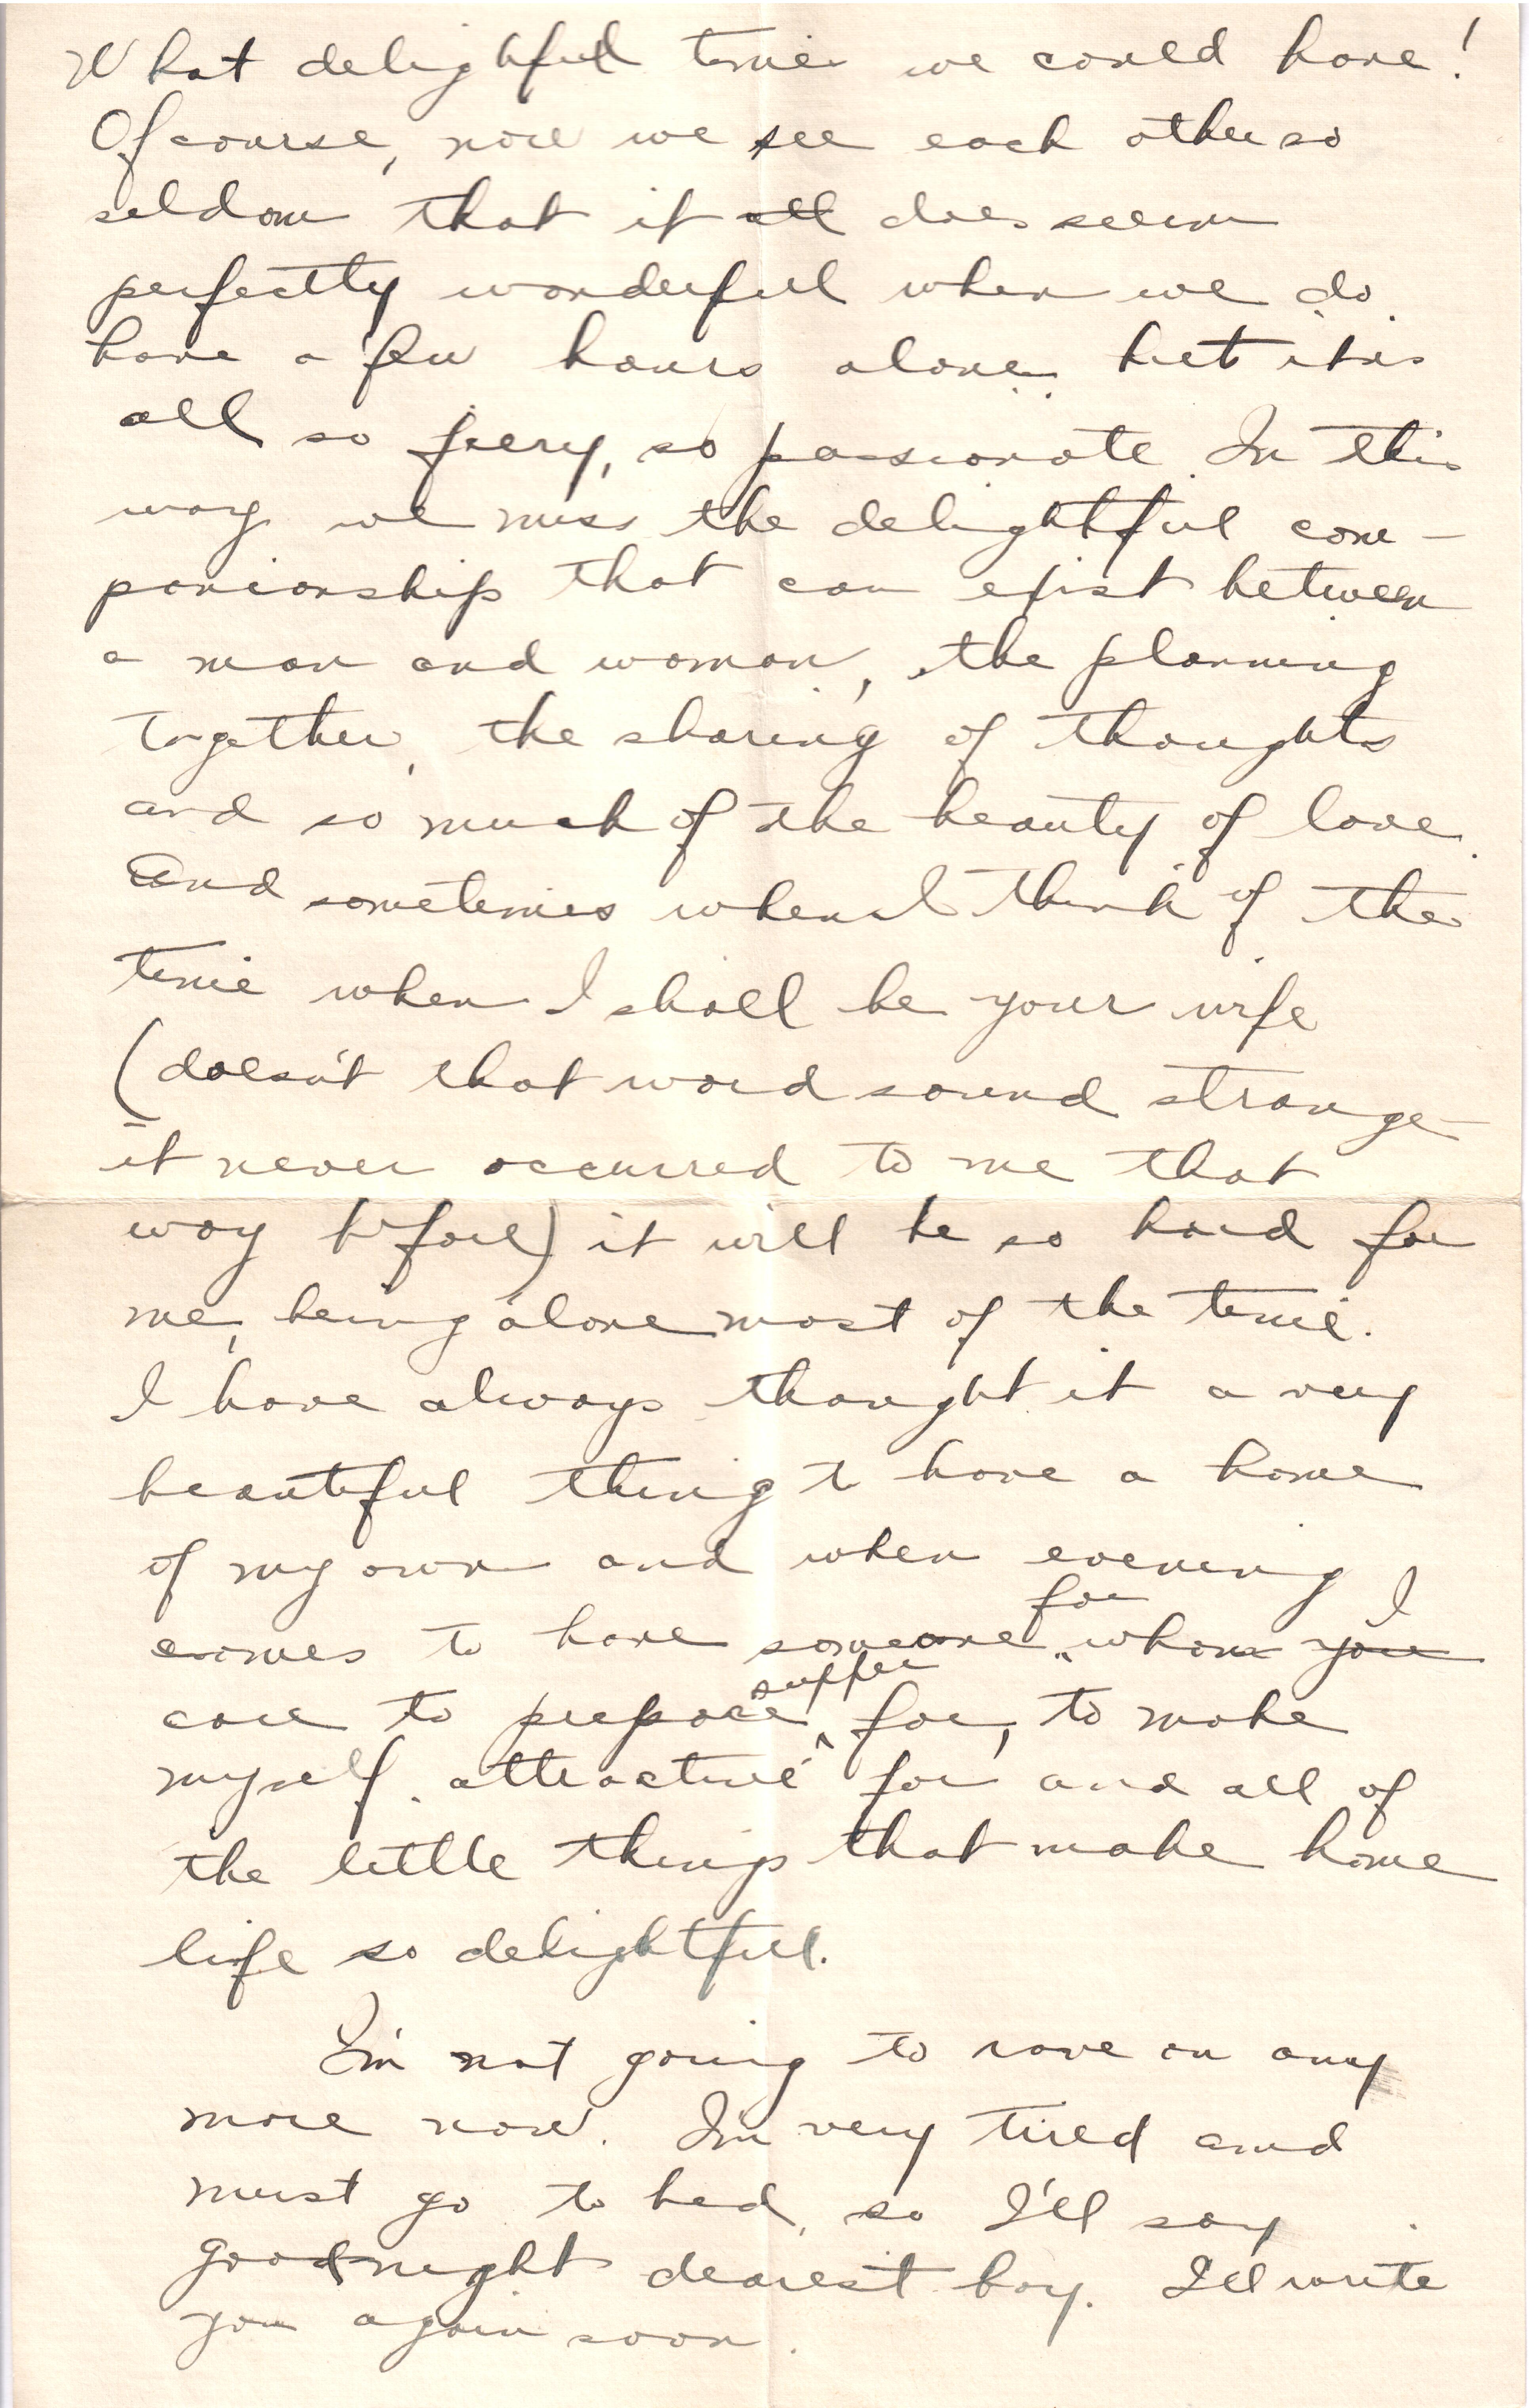 What delightful times we could have!
Of course, now we see each other so
seldom that it all does seem
perfectly wonderful when we do
have a few hours alone but it is
all so fiery, so passionate. In this
way we miss the delightful com-
panionship that can exist between
a man and woman, the planning
together, the sharing of thoughts
and so much of the beauty of love.
And sometimes when I think of the
time when I shall be your wife
(doesn't that word sound strange
it never occurred to me that
way before) it will be so hard for
me, being alone most of the time.
I have always thought it a very
beautiful thing to have a home
of my own and when evening
for I
comes to have someone whom you
supper
care to prepare for, to make
myself attractive for and all of
the little things that make home
life so delightful.
I'm not going to rave on any
more now. I'm very tired and
must go to bed, so I'll say
goodnight dearest boy. I'll write
you again soon.